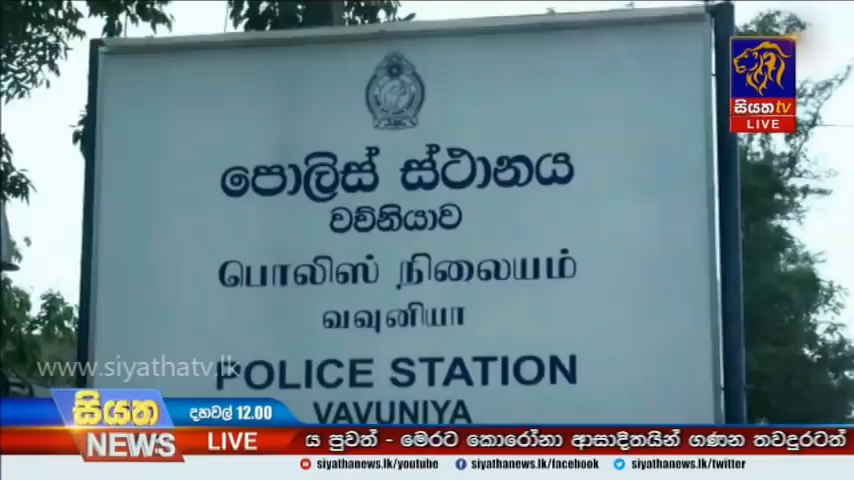 සියත tv
LIVE
පොලිස් ස්ථානය
වව්නියාව
பொலிஸ் நிலையம்
வவுனியா
www.siyathatv.lk
POLICE STATION
VAVUNIYA
සියත
NEWS
දහවල් 12.00
LIVE
ය පුවත් - මෙරට කොරෝනා ආසාදිතයින් ගණන තවදුරටත්
siyathanews.lk/youtube
siyathanews.lk/facebook
siyathanews.lk/twitter